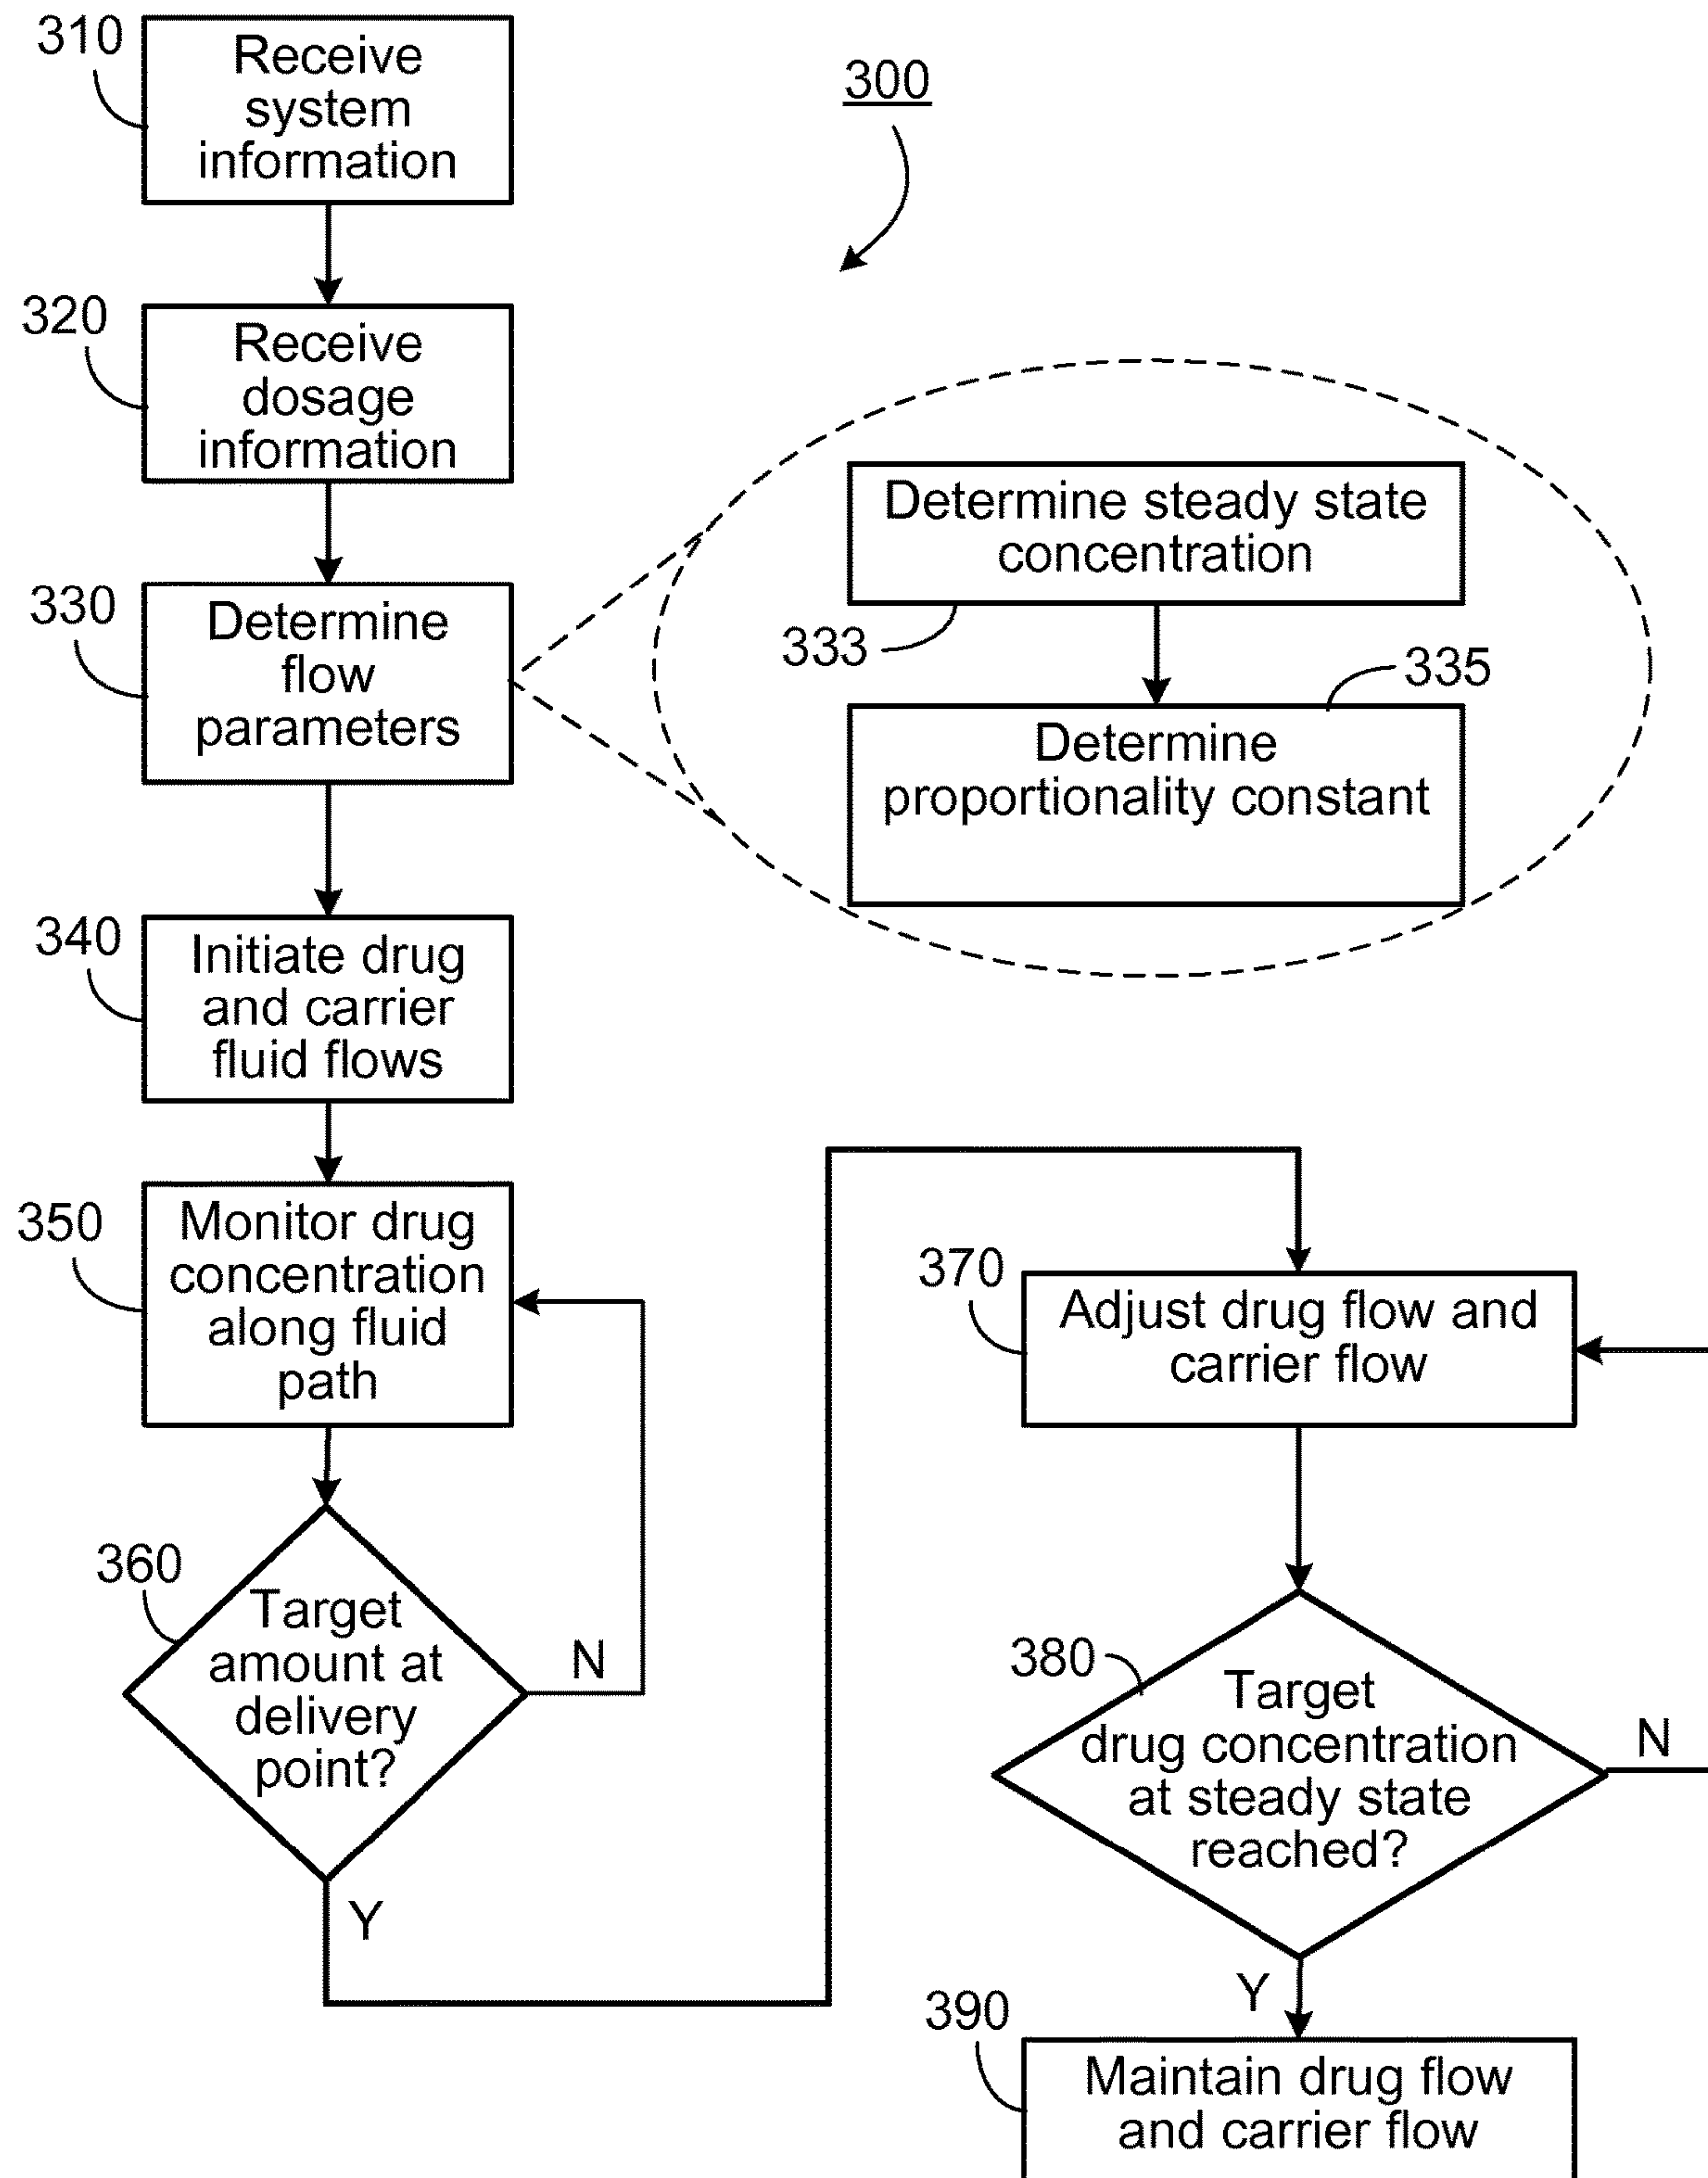 310
Receive
system
information
300
320
Receive
dosage
information
330
Determine
flow
parameters
Determine steady state
concentration
333
335
Determine
proportionality constant
340
Initiate drug
and carrier
fluid flows
350
Monitor drug
concentration
along fluid
path
360
Target
amount at
delivery
point?
N
Y
370
Adjust drug flow and
carrier flow
380
Target
drug concentration
at steady state
reached?
N
Y
390
Maintain drug flow
and carrier flow